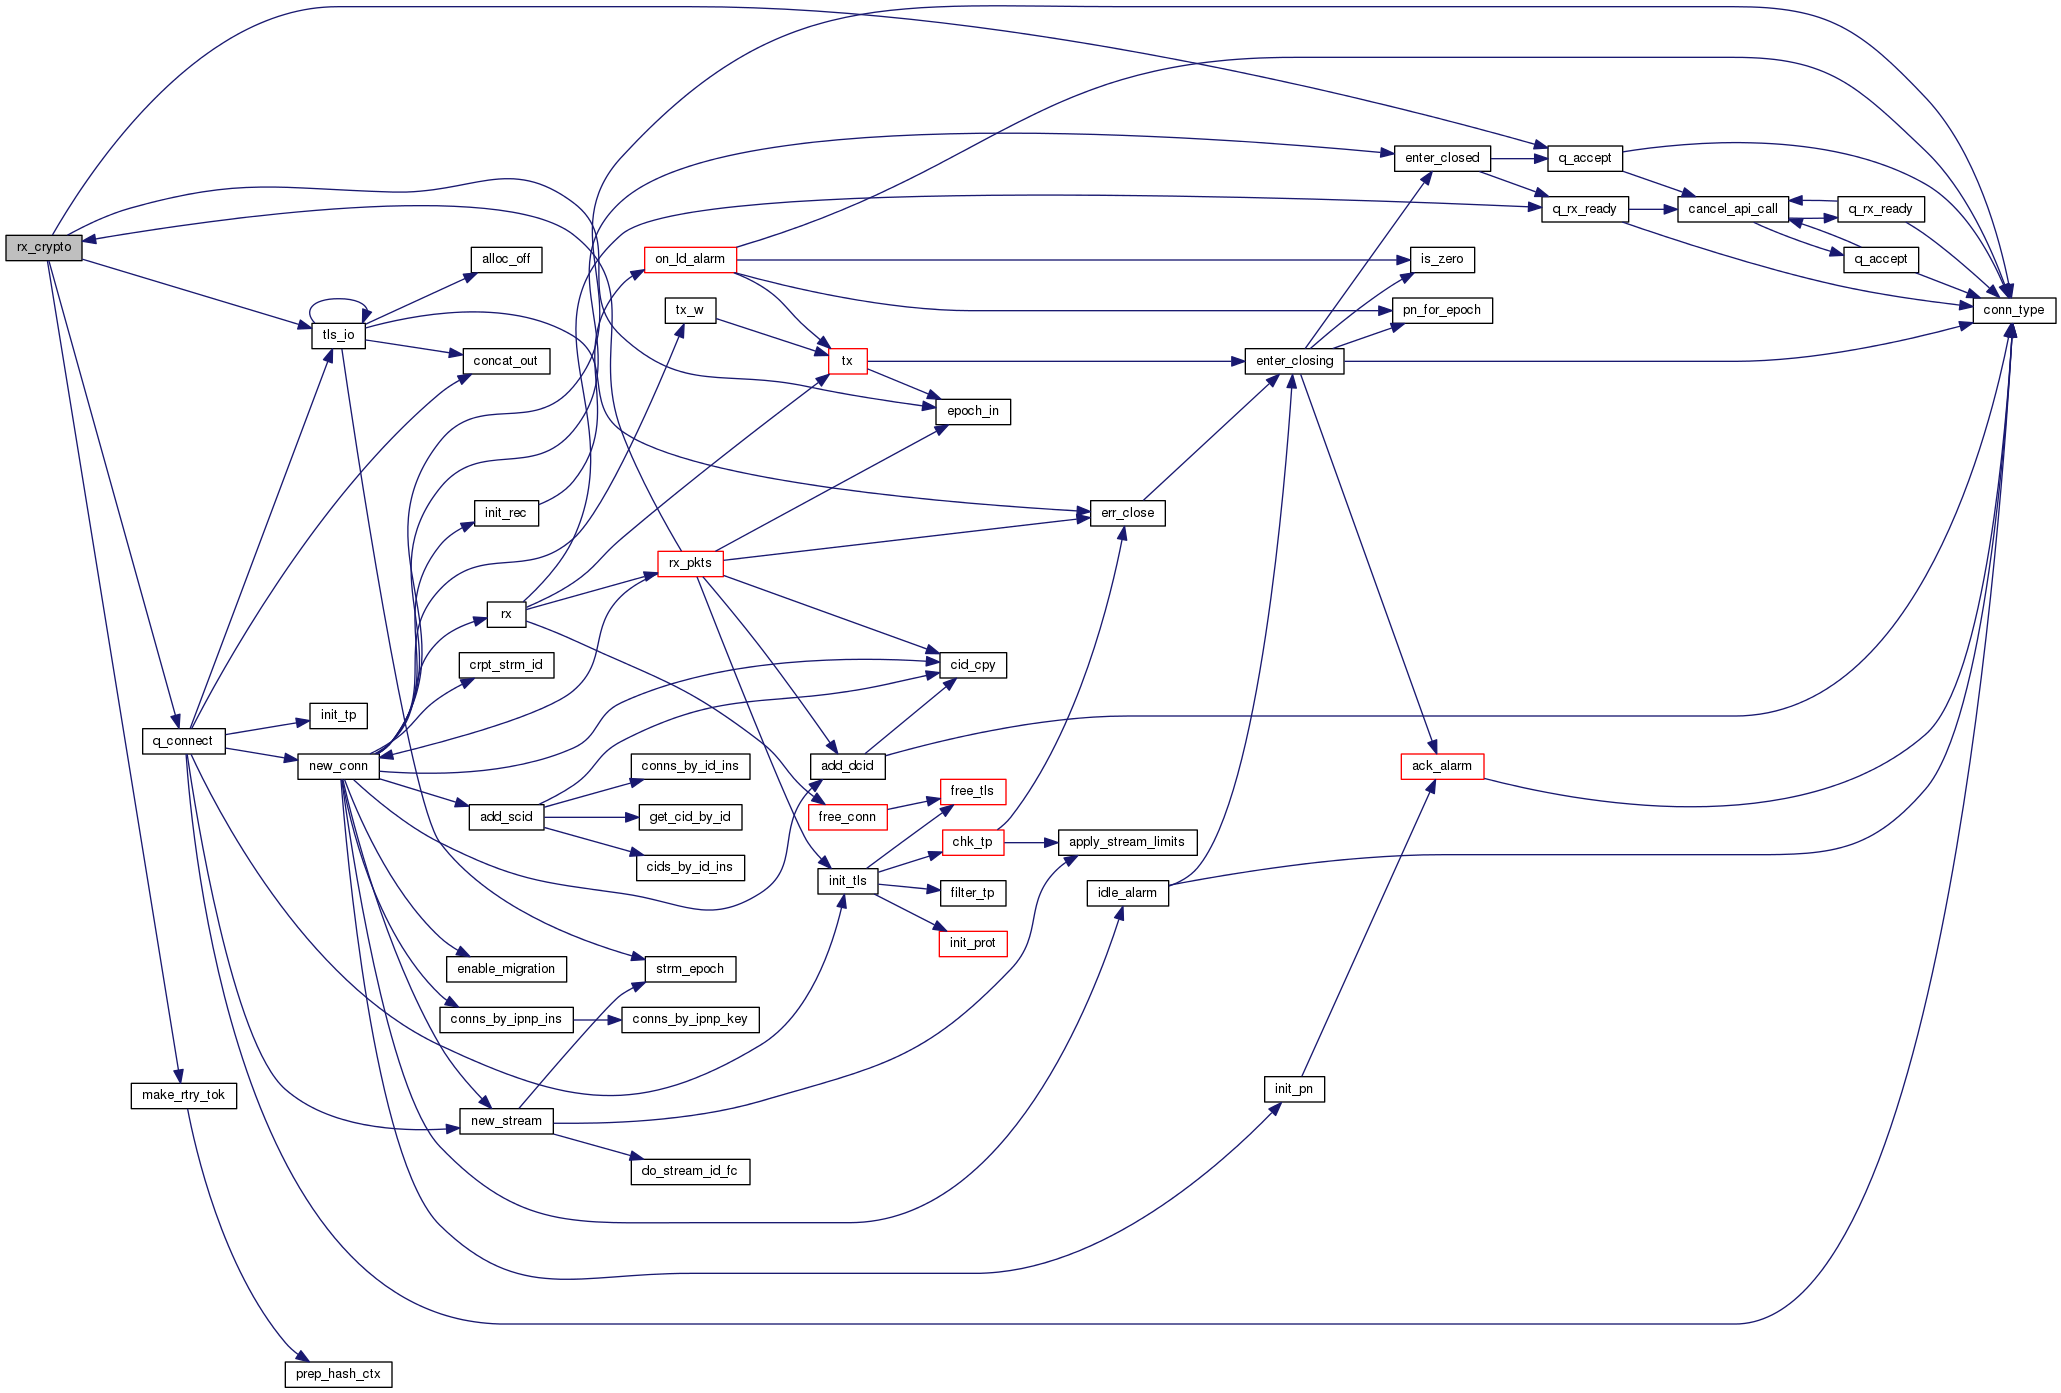 rx_crypto
q_connect
make_rtry_tok
tls_io
init_tp
new_conn
prep_hash_ctx
alloc_off
concat_out
init_rec
rx
crpt_strm_id
add_scid
enable_migration
conns_by_ipnp_ins
new_stream
on_ld_alarm
tx_w
rx_pkts
conns_by_id_ins
get_cid_by_id
cids_by_id_ins
strm_epoch
conns_by_ipnp_key
do_stream_id_fc
tx
add_dcid
free_conn
init_tls
epoch_in
cid_cpy
free_tls
chk_tp
filter_tp
init_prot
err_close
apply_stream_limits
idle_alarm
enter_closing
init_pn
enter_closed
is_zero
pn_for_epoch
ack_alarm
q_accept
q_rx_ready
cancel_api_call
q_rx_ready
q_accept
conn_type